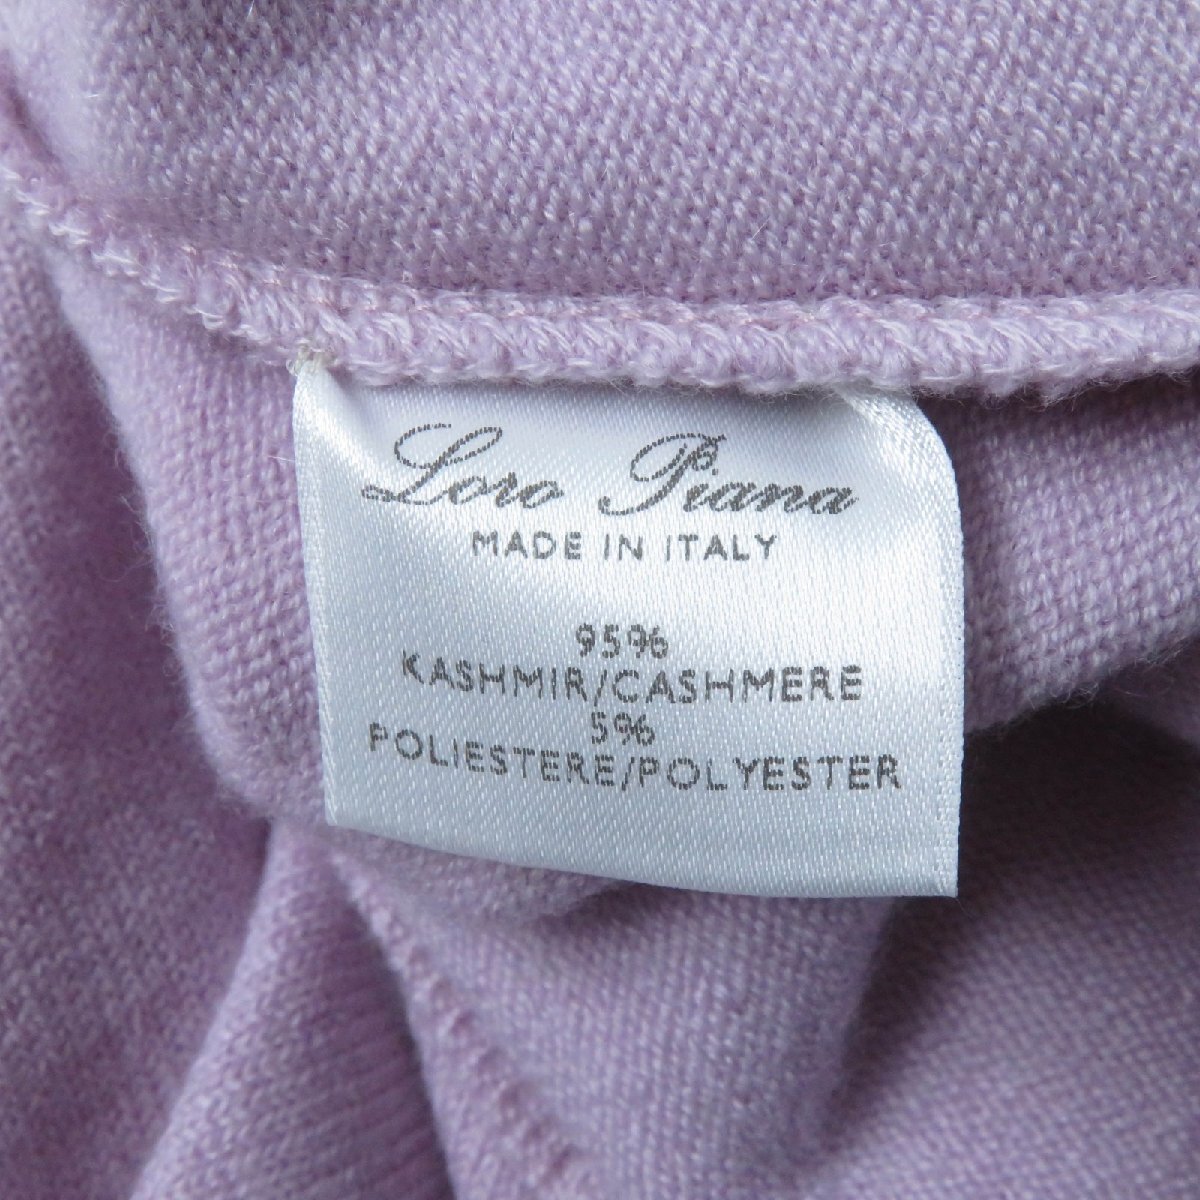 Loro Piana
MADE IN ITALY
95%
KASHMIR/CASHMERE
5%
POLIESTERE/POLYESTER